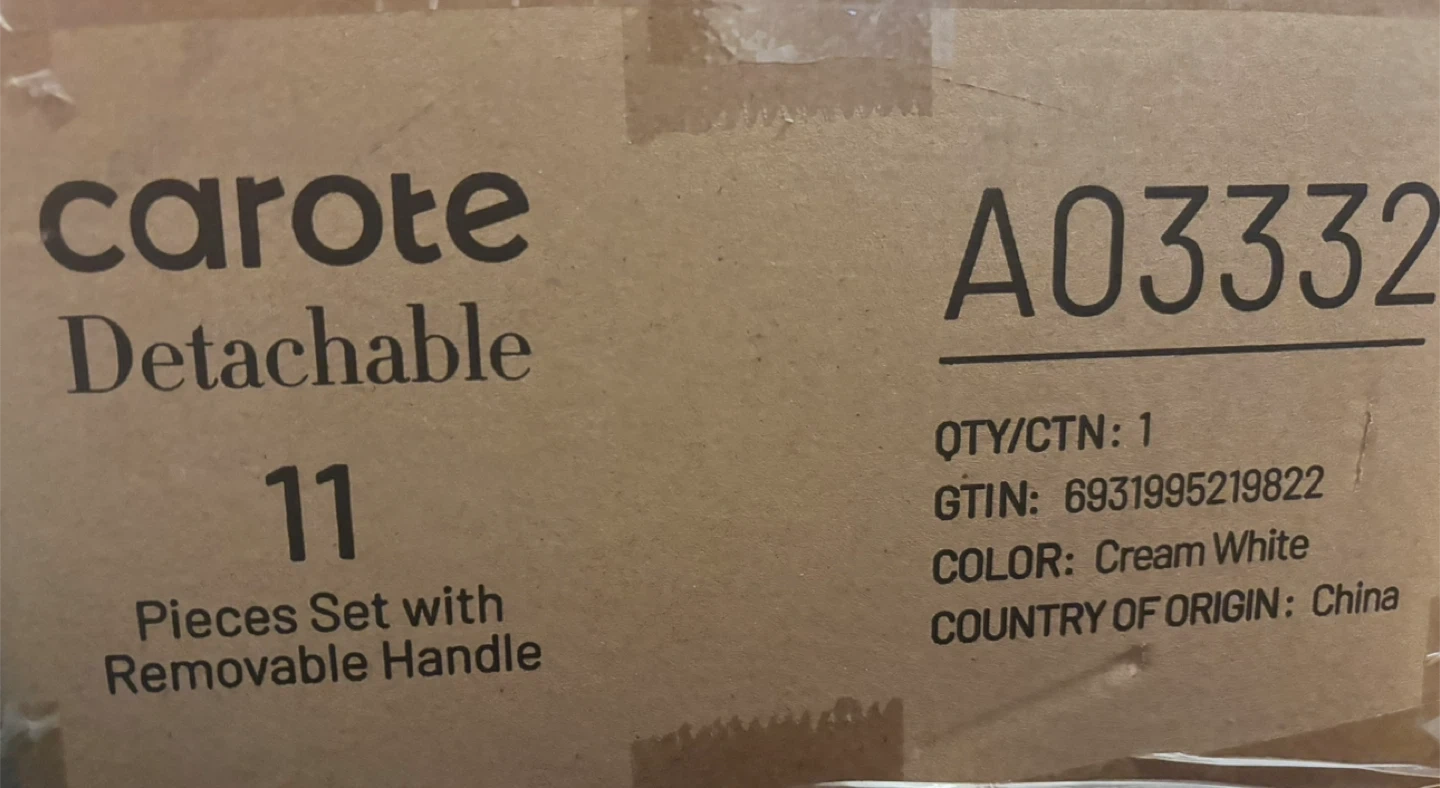 carote
Detachable
11
Pieces Set with
Removable Handle
A03332
QTY/CTN: 1
GTIN: 6931995219822
COLOR: Cream White
COUNTRY OF ORIGIN: China